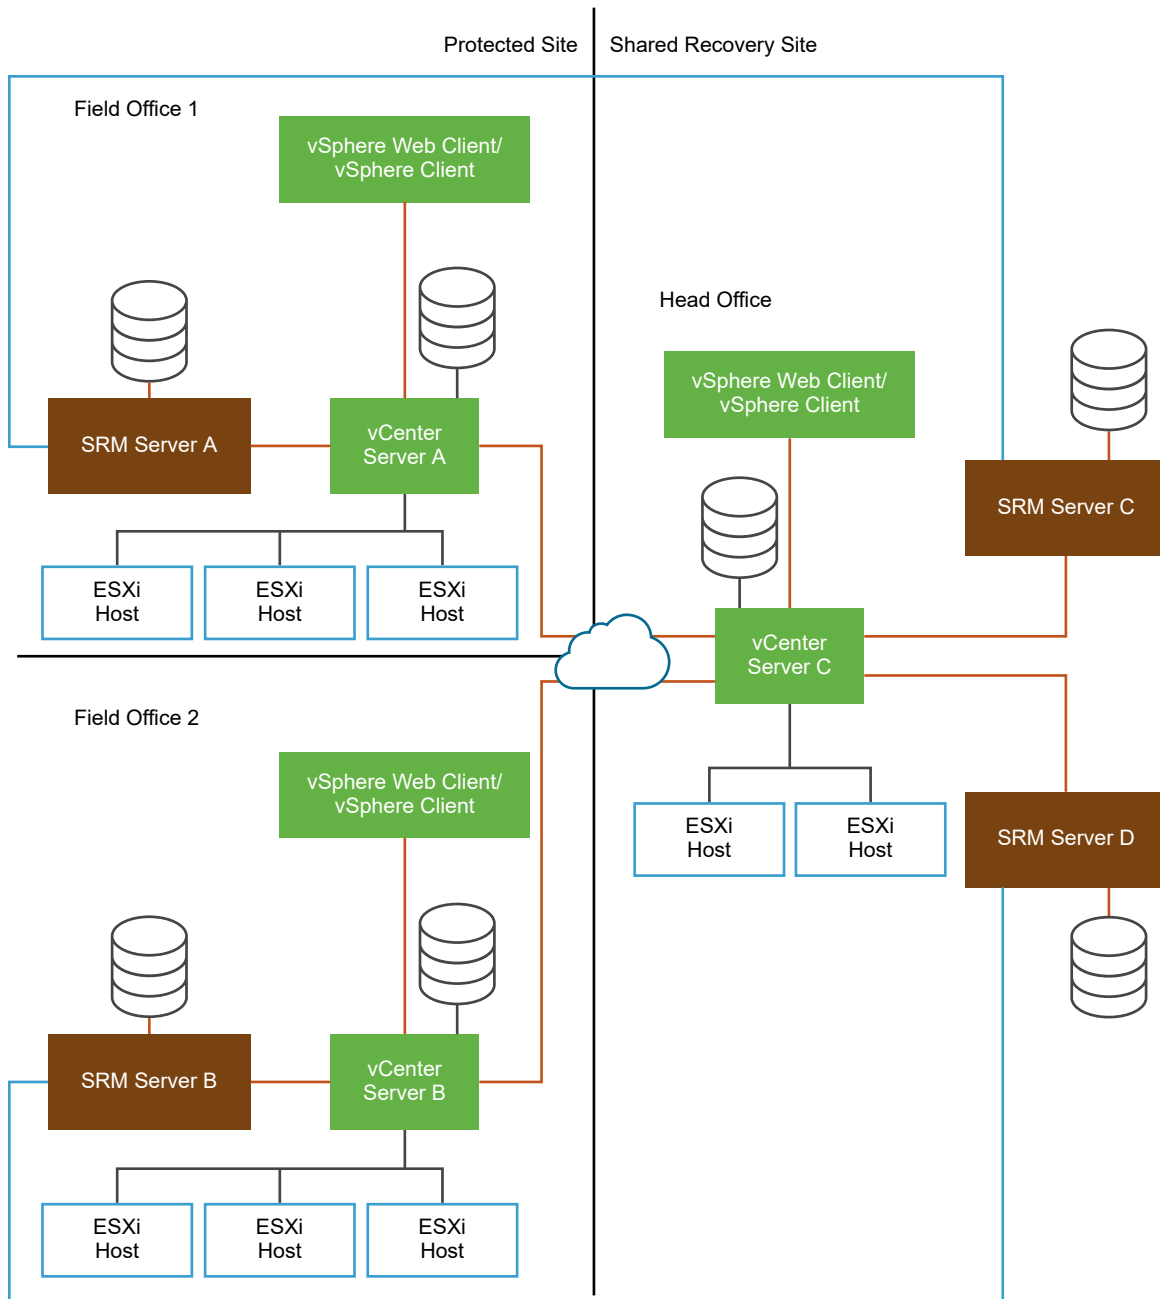 Protected Site
Shared Recovery Site
Field Office 1
vSphere Web Client/
vSphere Client
SRM Server A
vCenter
Server A
ESXi
Host
ESXi
Host
ESXi
Host
Head Office
vSphere Web Client/
vSphere Client
SRM Server C
vCenter
Server C
ESXi
Host
ESXi
Host
SRM Server D
Field Office 2
vSphere Web Client/
vSphere Client
SRM Server B
vCenter
Server B
ESXi
Host
ESXi
Host
ESXi
Host